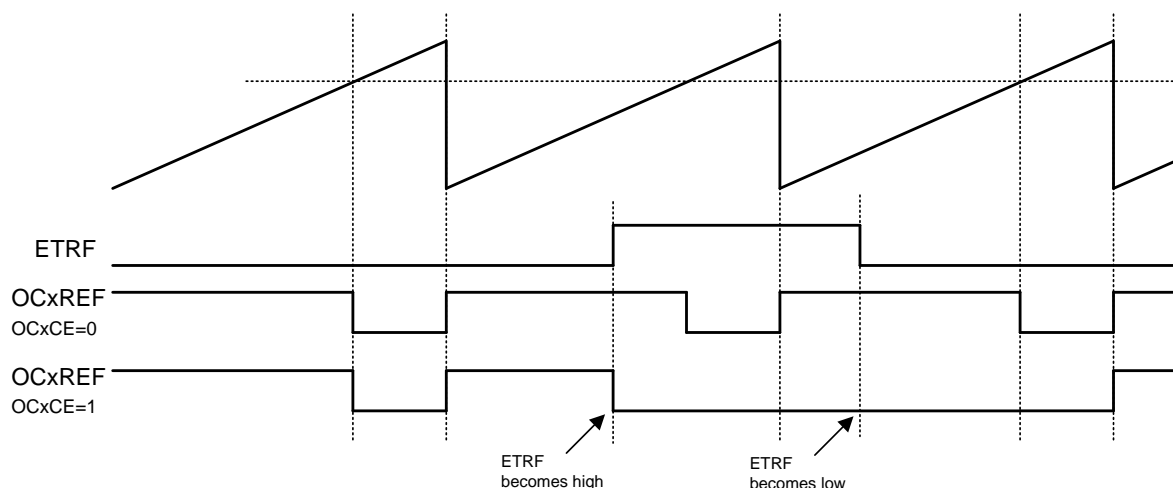 ETRF
OCxREF
OCxCE=0
OCxREF
OCxCE=1
ETRF
becomes high
ETRF
becomes low